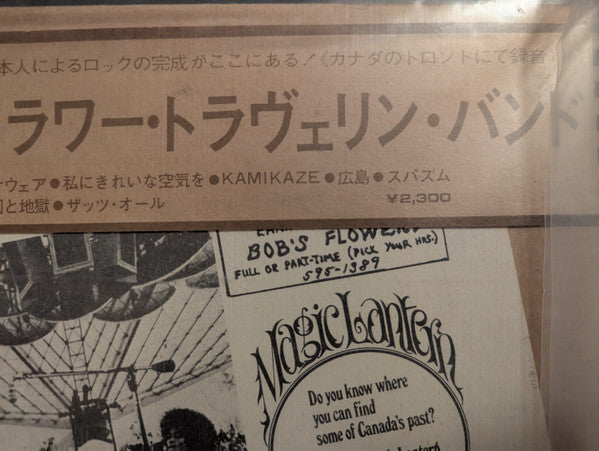 本人によるロックの完成がここにある！《カナダのトロントにて録音
ラワー・トラヴェリン・バンド
ウェア●私にきれいな空気を●KAMIKAZE●広島●スパズム
と地獄●ザッツ・オール
¥2,300
BOB'S FLOWERS
FULL OR PART-TIME (PICK YOUR HRS.)
595-1389
Magic Lantern
Do you know where
you can find
some of Canada's past?